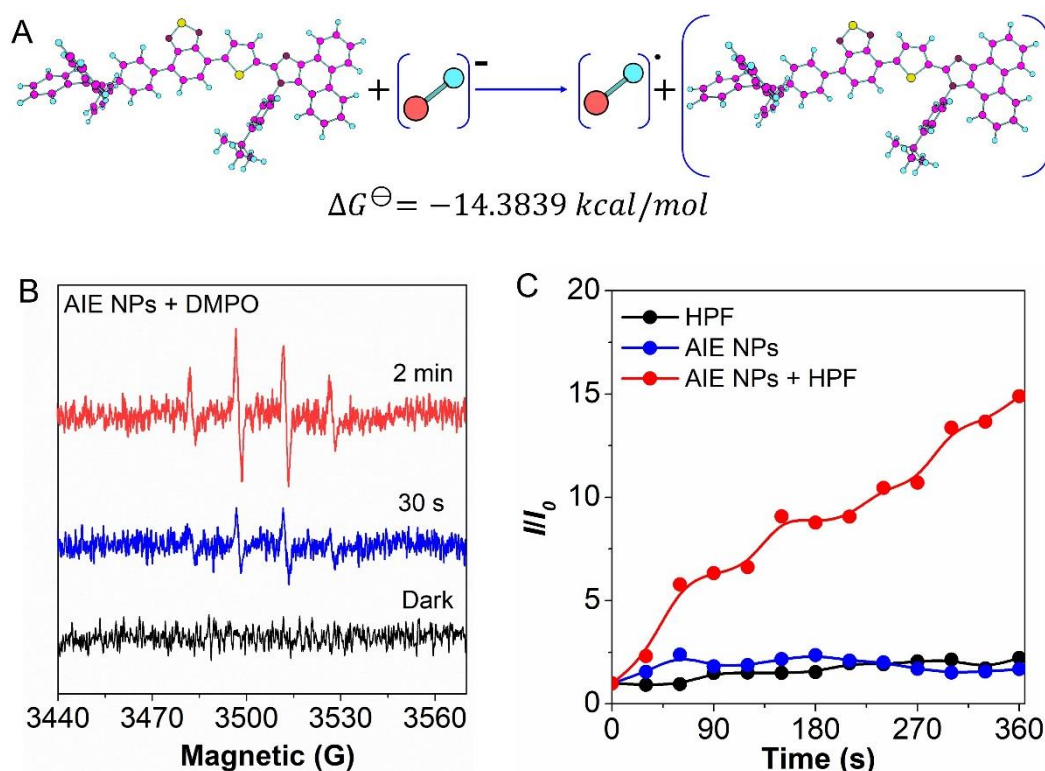 A
+ - + •
ΔG⊖ = −14.3839 kcal/mol
B
AIE NPs + DMPO
2 min
30 s
Dark
3440 3470 3500 3530 3560
Magnetic (G)
C
20
15
10
5
0
I/I0
HPF
AIE NPs
AIE NPs + HPF
0 90 180 270 360
Time (s)